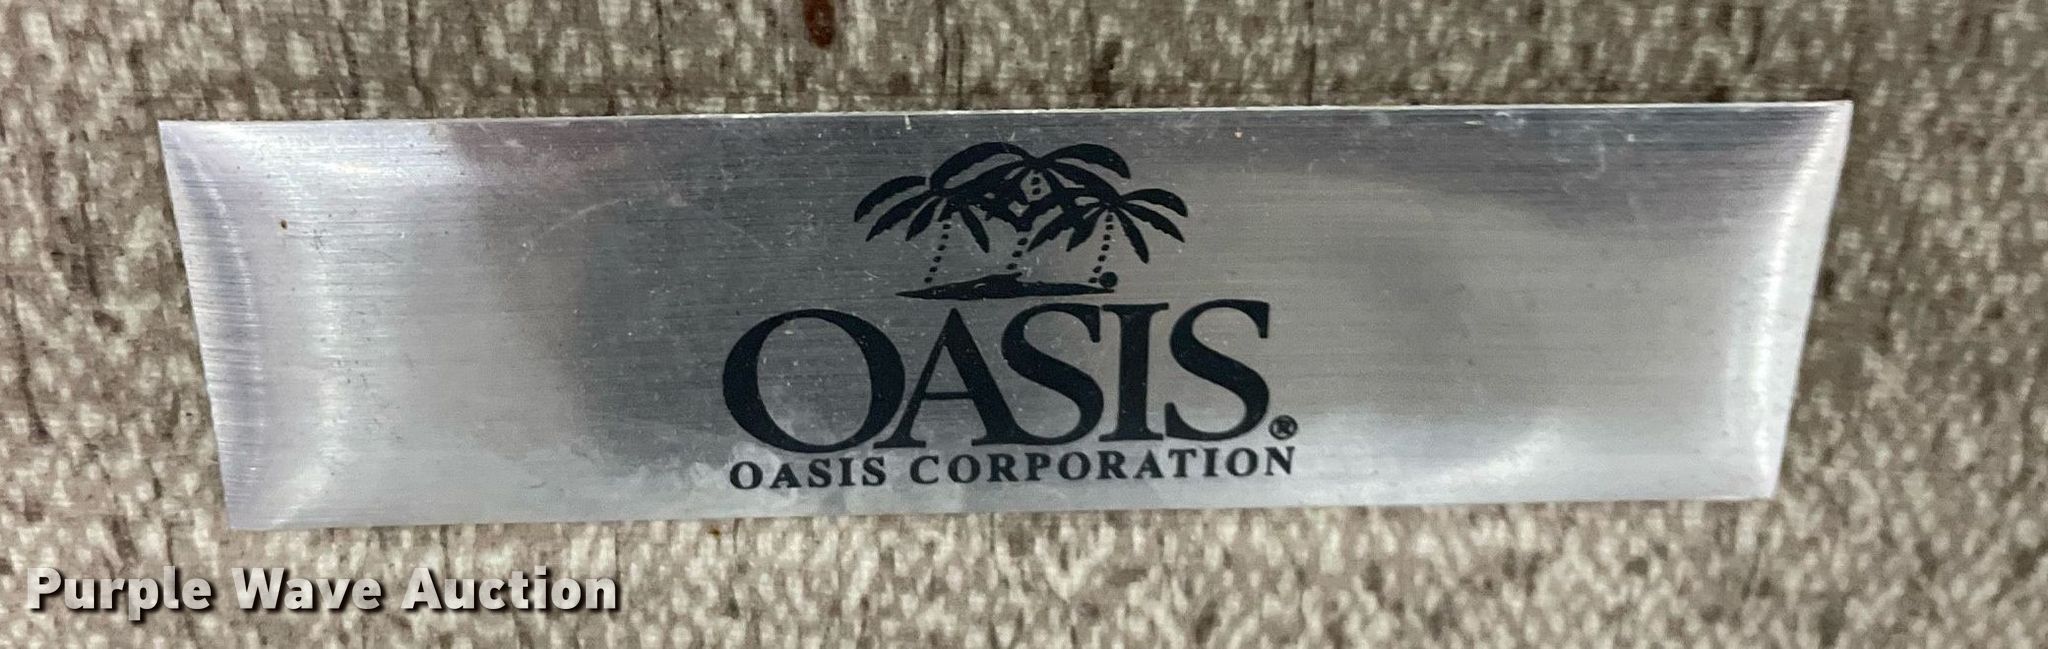 OASIS®
OASIS CORPORATION
Purple Wave Auction